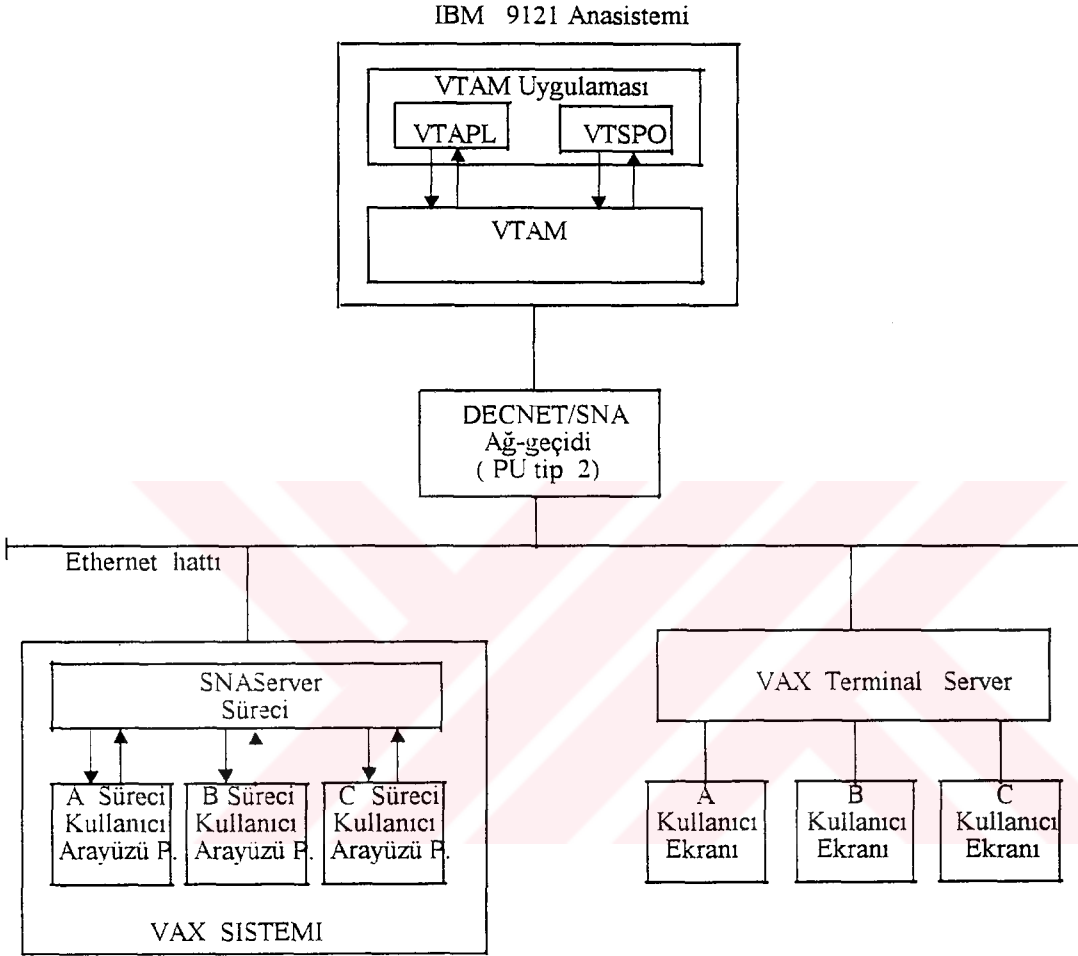 IBM 9121 Anasistemi
VTAM Uygulaması
VTAPL
VTSPO
VTAM
DECNET/SNA
Ağ-geçidi
( PU tip 2)
Ethernet hattı
SNAServer
Süreci
A Süreci
Kullanıcı
Arayüzü P.
B Süreci
Kullanıcı
Arayüzü P.
C Süreci
Kullanıcı
Arayüzü P.
VAX SISTEMI
VAX Terminal Server
A
Kullanıcı
Ekranı
B
Kullanıcı
Ekranı
C
Kullanıcı
Ekranı